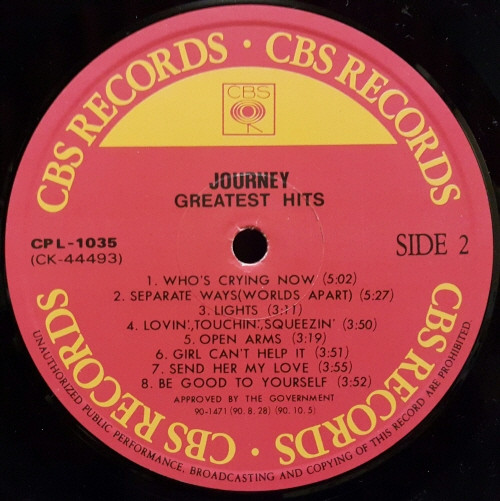 CBS RECORDS · CBS RECORDS
CBS
JOURNEY
GREATEST HITS
CPL-1035
(CK-44493)
SIDE 2
1. WHO'S CRYING NOW (5:02)
2. SEPARATE WAYS(WORLDS APART) (5:27)
3. LIGHTS (3:11)
4. LOVIN',TOUCHIN',SQUEEZIN' (3:50)
5. OPEN ARMS (3:19)
6. GIRL CAN'T HELP IT (3:51)
7. SEND HER MY LOVE (3:55)
8. BE GOOD TO YOURSELF (3:52)
APPROVED BY THE GOVERNMENT
90-1471 (90. 8. 28) (90. 10. 5)
CBS RECORDS · CBS RECORDS
UNAUTHORIZED PUBLIC PERFORMANCE, BROADCASTING AND COPYING OF THIS RECORD ARE PROHIBITED.